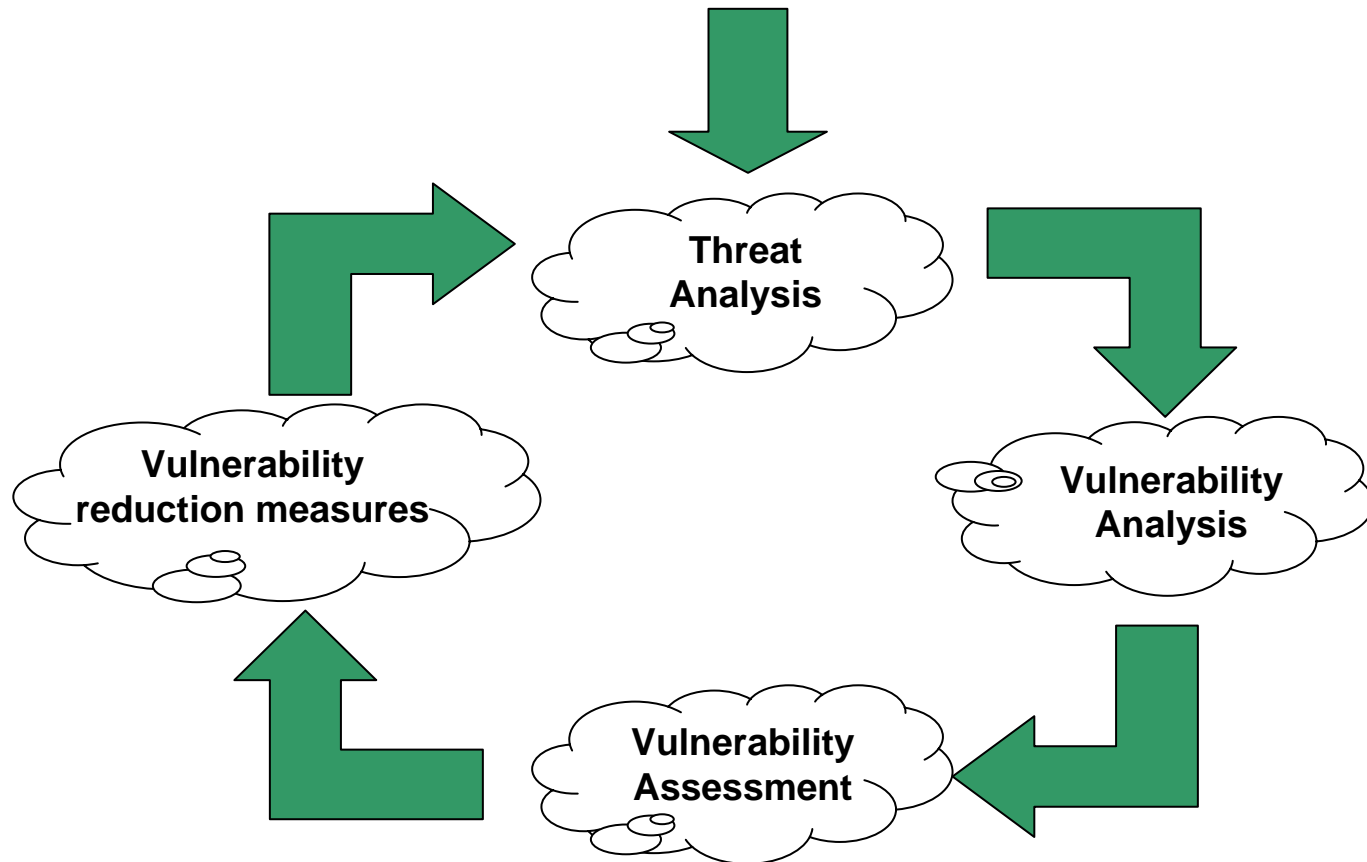 Threat
Analysis
Vulnerability
reduction measures
Vulnerability
Analysis
Vulnerability
Assessment